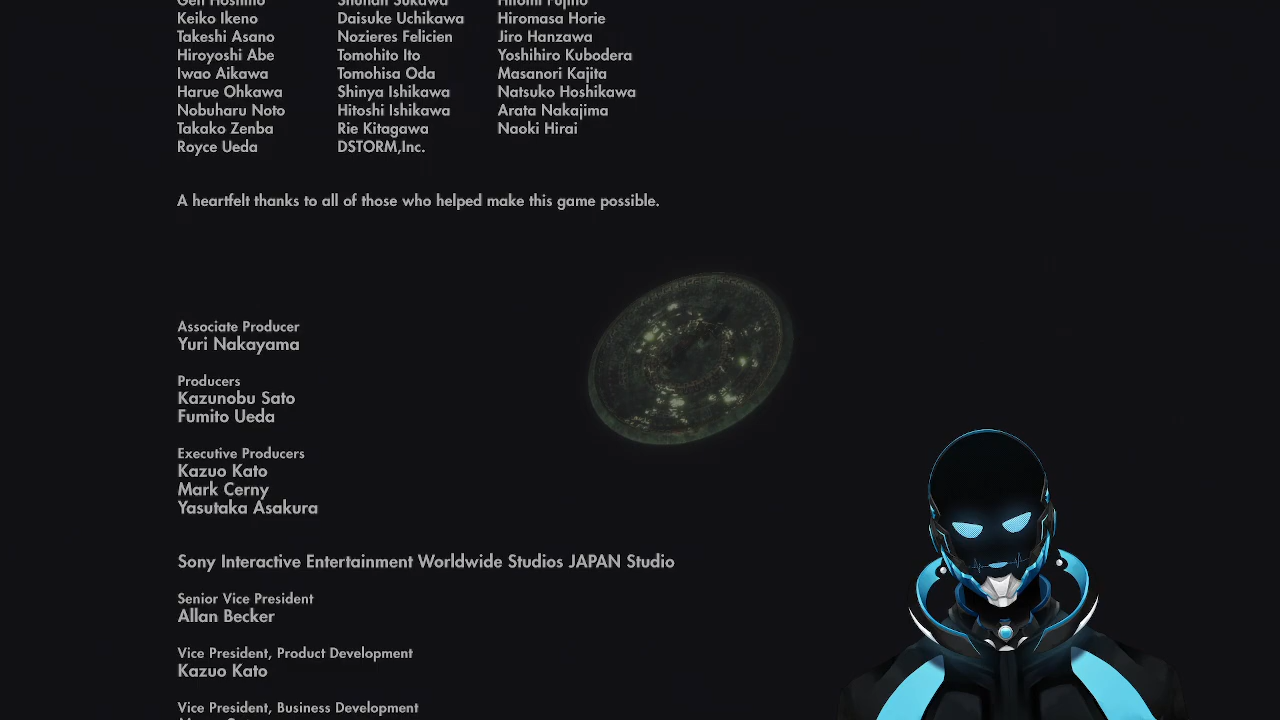 Keiko Ikeno Daisuke Uchikawa Hiromasa Horie
Takeshi Asano Nozieres Felicien Jiro Hanzawa
Hiroyoshi Abe Tomohito Ito Yoshihiro Kubodera
Iwao Aikawa Tomohisa Oda Masanori Kajita
Harue Ohkawa Shinya Ishikawa Natsuko Hoshikawa
Nobuharu Noto Hitoshi Ishikawa Arata Nakajima
Takako Zenba Rie Kitagawa Naoki Hirai
Royce Ueda DSTORM,Inc.
A heartfelt thanks to all of those who helped make this game possible.
Associate Producer
Yuri Nakayama
Producers
Kazunobu Sato
Fumito Ueda
Executive Producers
Kazuo Kato
Mark Cerny
Yasutaka Asakura
Sony Interactive Entertainment Worldwide Studios JAPAN Studio
Senior Vice President
Allan Becker
Vice President, Product Development
Kazuo Kato
Vice President, Business Development